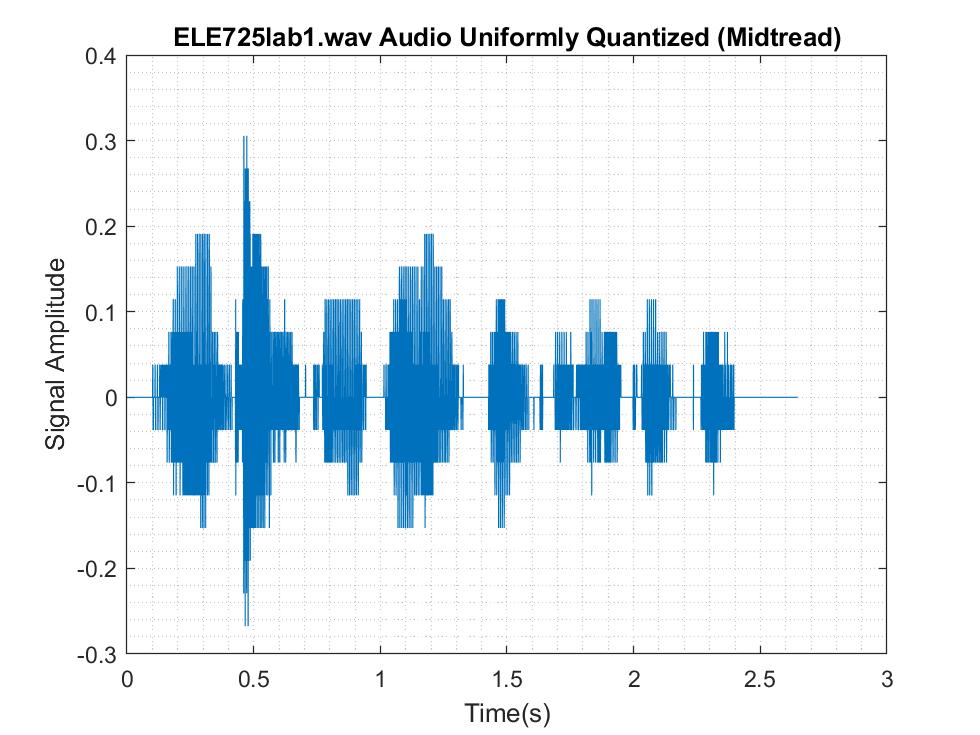 ELE725lab1.wav Audio Uniformly Quantized (Midtread)
Signal Amplitude
0.4
0.3
0.2
0.1
0
-0.1
-0.2
-0.3
0 0.5 1 1.5 2 2.5 3
Time(s)